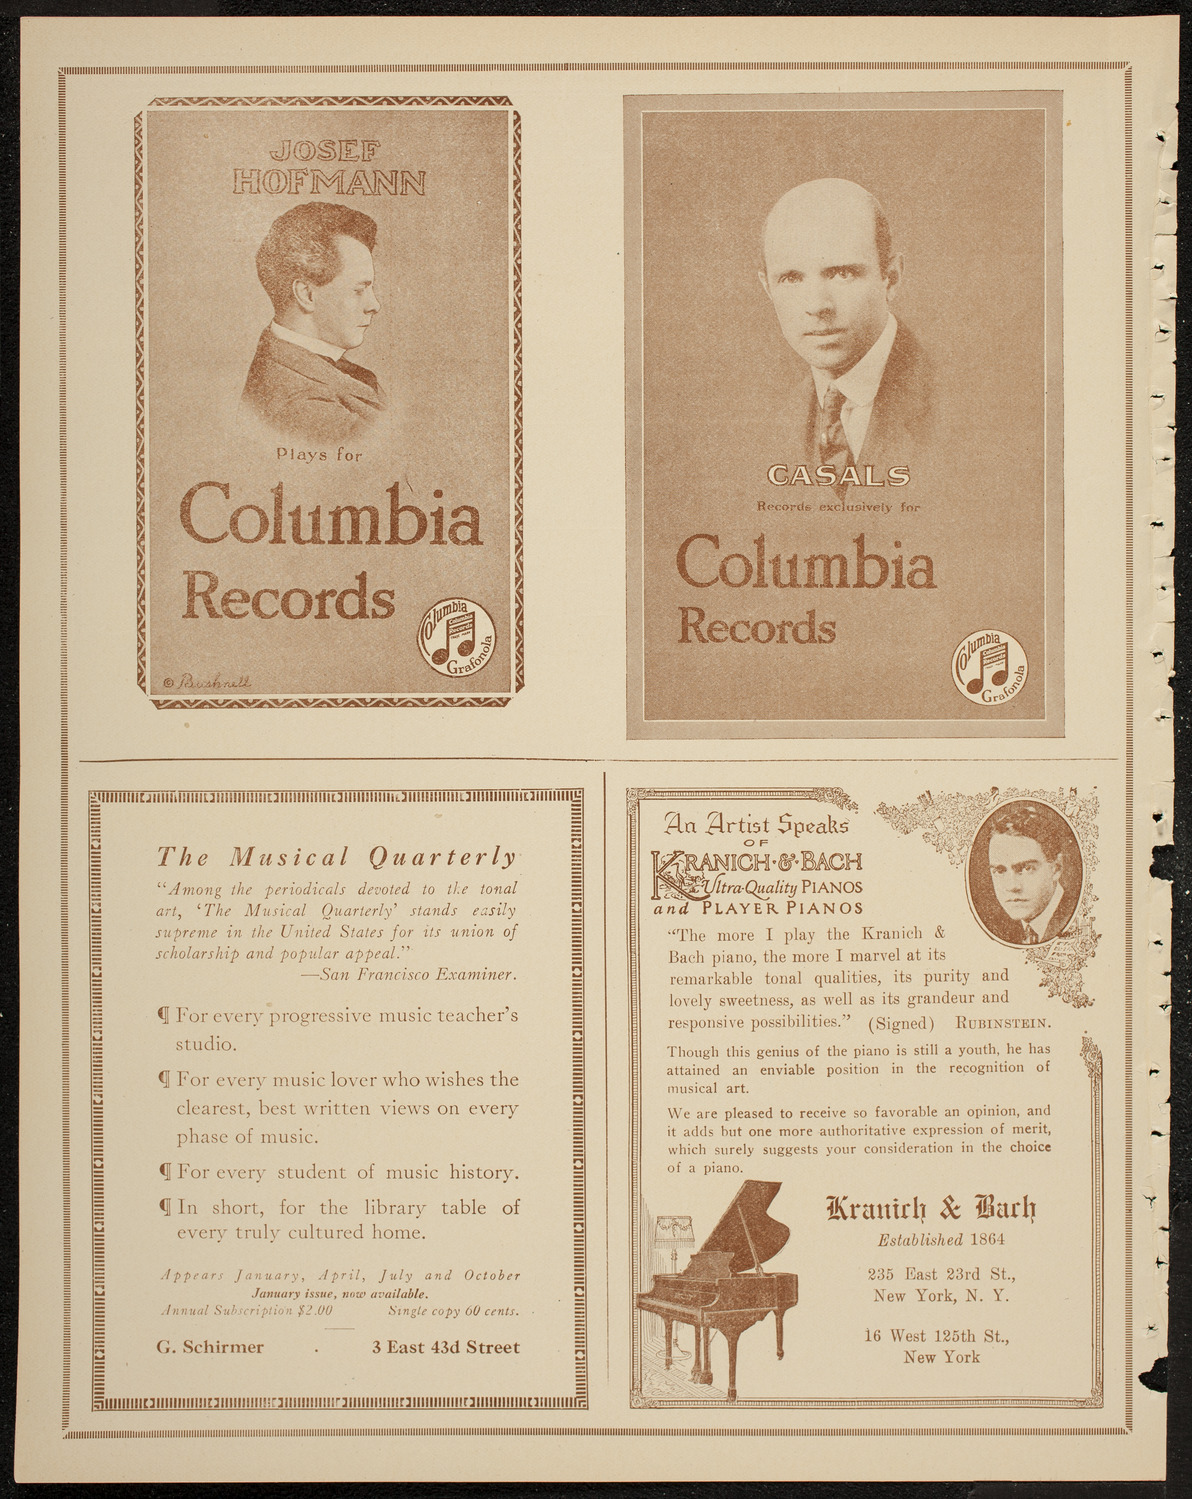 JOSEF
HOFMANN
Plays for
Columbia
Records
Columbia
Columbia
Records
Grafonola
© Bushnell
CASALS
Records exclusively for
Columbia
Records
Columbia
Columbia
Records
Grafonola
The Musical Quarterly
“Among the periodicals devoted to the tonal
art, ‘The Musical Quarterly’ stands easily
supreme in the United States for its union of
scholarship and popular appeal.”
—San Francisco Examiner.
¶ For every progressive music teacher’s
studio.
¶ For every music lover who wishes the
clearest, best written views on every
phase of music.
¶ For every student of music history.
¶ In short, for the library table of
every truly cultured home.
Appears January, April, July and October
January issue, now available.
Annual Subscription $2.00 Single copy 60 cents.
G. Schirmer . 3 East 43d Street
An Artist Speaks
OF
KRANICH·&·BACH
Ultra-Quality PIANOS
and PLAYER PIANOS
“The more I play the Kranich &
Bach piano, the more I marvel at its
remarkable tonal qualities, its purity and
lovely sweetness, as well as its grandeur and
responsive possibilities.” (Signed) RUBINSTEIN.
Though this genius of the piano is still a youth, he has
attained an enviable position in the recognition of
musical art.
We are pleased to receive so favorable an opinion, and
it adds but one more authoritative expression of merit,
which surely suggests your consideration in the choice
of a piano.
Kranich & Bach
Established 1864
235 East 23rd St.,
New York, N. Y.
16 West 125th St.,
New York